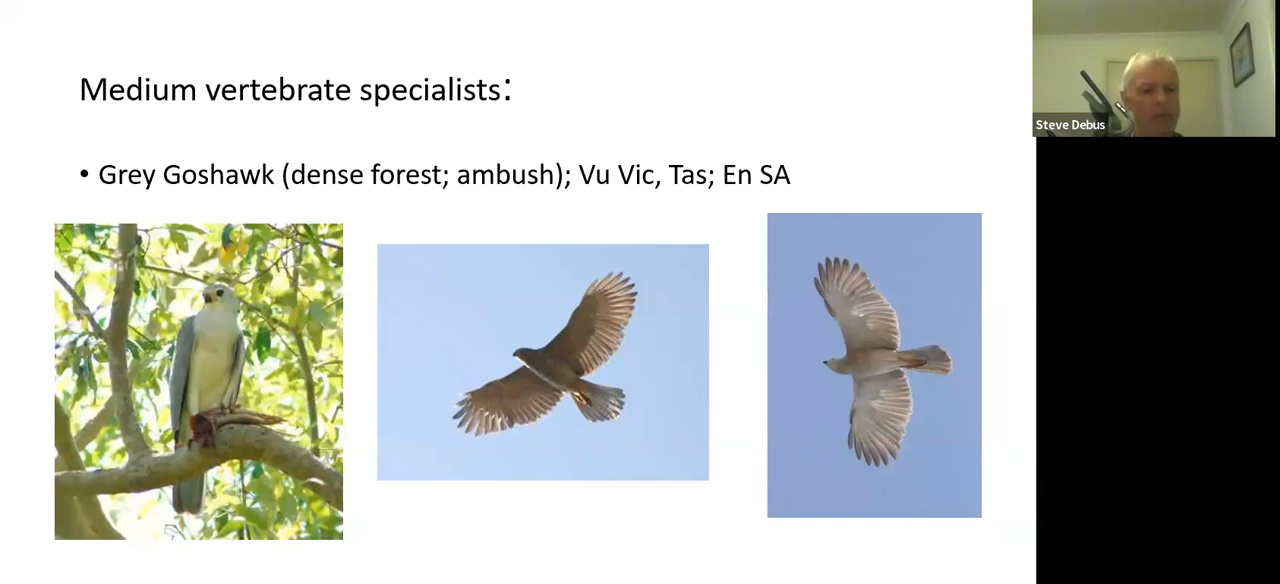 Medium vertebrate specialists:
• Grey Goshawk (dense forest; ambush); Vu Vic, Tas; En SA
Steve Debus